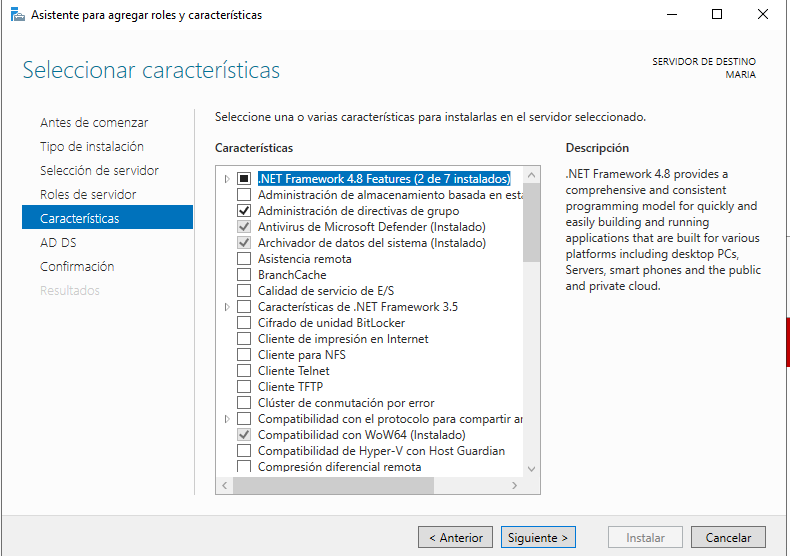 Asistente para agregar roles y características
Seleccionar características
SERVIDOR DE DESTINO
MARIA
Antes de comenzar
Tipo de instalación
Selección de servidor
Roles de servidor
Características
AD DS
Confirmación
Resultados
Seleccione una o varias características para instalarlas en el servidor seleccionado.
Características
.NET Framework 4.8 Features (2 de 7 instalados)
Administración de almacenamiento basada en está
Administración de directivas de grupo
Antivirus de Microsoft Defender (Instalado)
Archivador de datos del sistema (Instalado)
Asistencia remota
BranchCache
Calidad de servicio de E/S
Características de .NET Framework 3.5
Cifrado de unidad BitLocker
Cliente de impresión en Internet
Cliente para NFS
Cliente Telnet
Cliente TFTP
Clúster de conmutación por error
Compatibilidad con el protocolo para compartir ar
Compatibilidad con WoW64 (Instalado)
Compatibilidad de Hyper-V con Host Guardian
Compresión diferencial remota
Descripción
.NET Framework 4.8 provides a
comprehensive and consistent
programming model for quickly and
easily building and running
applications that are built for various
platforms including desktop PCs,
Servers, smart phones and the public
and private cloud.
< Anterior
Siguiente >
Instalar
Cancelar